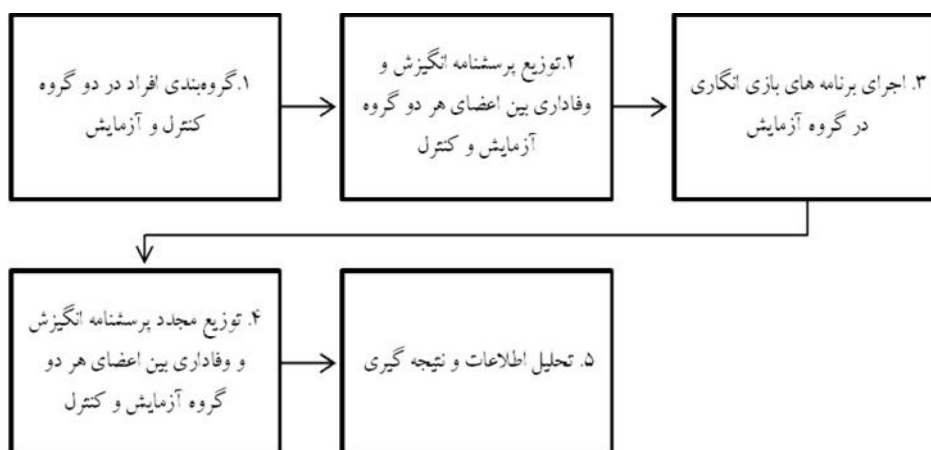 ۱.گروه‌بندی افراد در دو گروه
کنترل و آزمایش
۲.توزیع پرسشنامه انگیزش و
وفاداری بین اعضای هر دو گروه
آزمایش و کنترل
۳. اجرای برنامه های بازی انگاری
در گروه آزمایش
۴. توزیع مجدد پرسشنامه انگیزش
و وفاداری بین اعضای هر دو
گروه آزمایش و کنترل
۵. تحلیل اطلاعات و نتیجه گیری